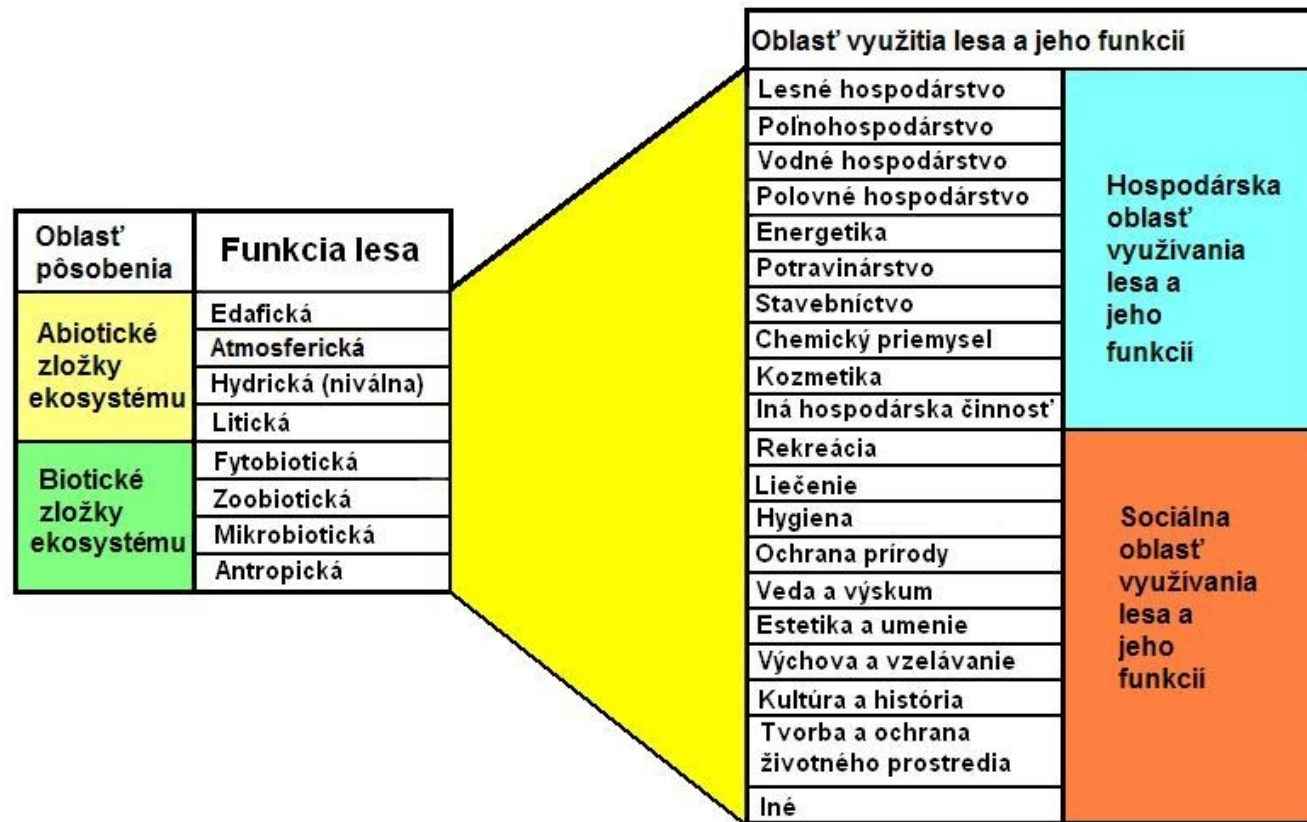 Oblasť pôsobenia
Funkcia lesa
Abiotické
zložky
ekosystému
Edafická
Atmosferická
Hydrická (niválna)
Litická
Biotické
zložky
ekosystému
Fytobiotická
Zoobiotická
Mikrobiotická
Antropická
Oblasť využitia lesa a jeho funkcií
Lesné hospodárstvo
Poľnohospodárstvo
Vodné hospodárstvo
Polovné hospodárstvo
Energetika
Potravinárstvo
Stavebníctvo
Chemický priemysel
Kozmetika
Iná hospodárska činnosť
Hospodárska
oblasť
využívania
lesa a
jeho
funkcií
Rekreácia
Liečenie
Hygiena
Ochrana prírody
Veda a výskum
Estetika a umenie
Výchova a vzelávanie
Kultúra a história
Tvorba a ochrana
životného prostredia
Iné
Sociálna
oblasť
využívania
lesa a
jeho
funkcií